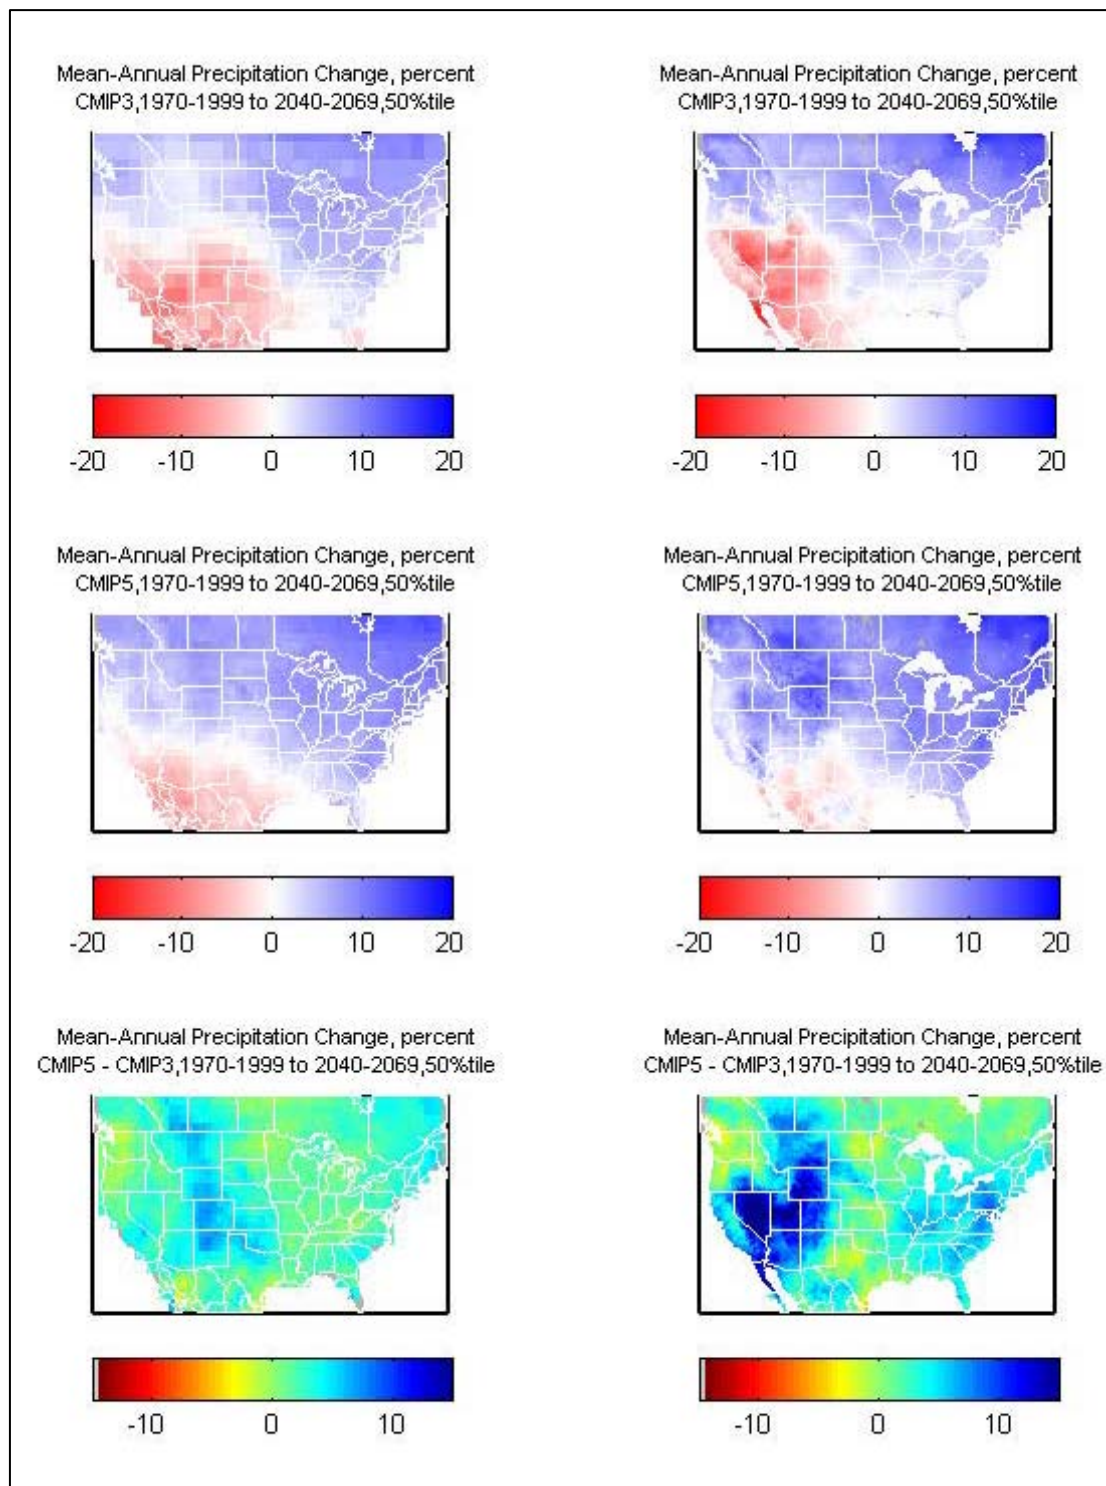 Mean-Annual Precipitation Change, percent
CMIP3,1970-1999 to 2040-2069,50%tile
-20 -10 0 10 20
Mean-Annual Precipitation Change, percent
CMIP3,1970-1999 to 2040-2069,50%tile
-20 -10 0 10 20
Mean-Annual Precipitation Change, percent
CMIP5,1970-1999 to 2040-2069,50%tile
-20 -10 0 10 20
Mean-Annual Precipitation Change, percent
CMIP5,1970-1999 to 2040-2069,50%tile
-20 -10 0 10 20
Mean-Annual Precipitation Change, percent
CMIP5 - CMIP3,1970-1999 to 2040-2069,50%tile
-10 0 10
Mean-Annual Precipitation Change, percent
CMIP5 - CMIP3,1970-1999 to 2040-2069,50%tile
-10 0 10